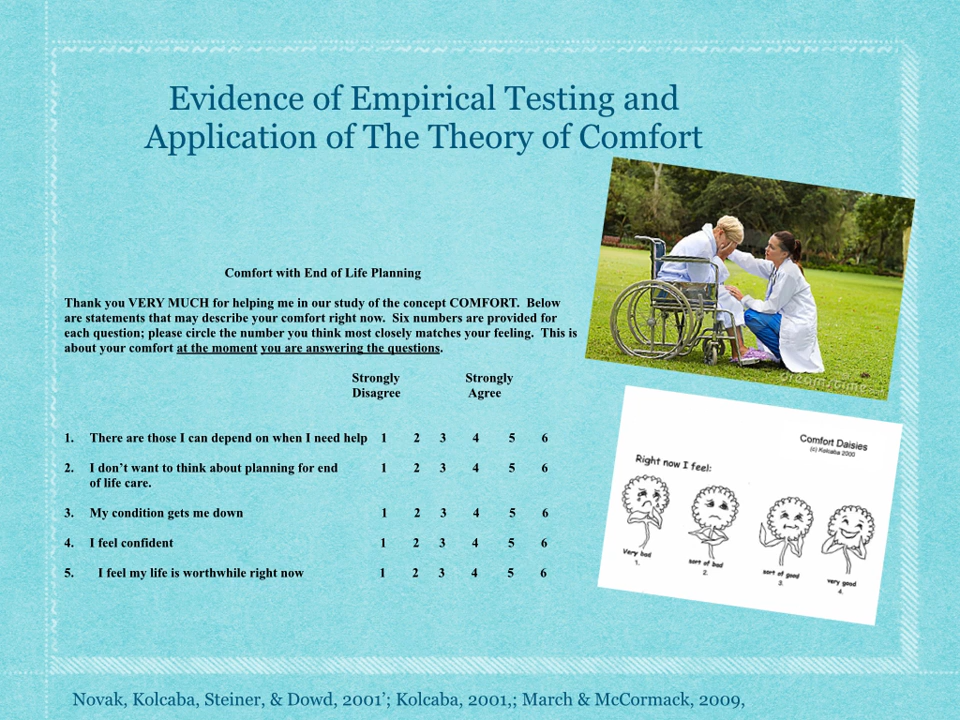 Evidence of Empirical Testing and
Application of The Theory of Comfort
Comfort with End of Life Planning
Thank you VERY MUCH for helping me in our study of the concept COMFORT. Below
are statements that may describe your comfort right now. Six numbers are provided for
each question; please circle the number you think most closely matches your feeling. This is
about your comfort at the moment you are answering the questions.
Strongly Strongly
Disagree Agree
1. There are those I can depend on when I need help 1 2 3 4 5 6
2. I don't want to think about planning for end 1 2 3 4 5 6
of life care.
3. My condition gets me down 1 2 3 4 5 6
4. I feel confident 1 2 3 4 5 6
5. I feel my life is worthwhile right now 1 2 3 4 5 6
dreamstime
Comfort Daisies
(c) Kolcaba 2000
Right now I feel:
Very bad sort of bad sort of good very good
1. 2. 3. 4.
Novak, Kolcaba, Steiner, & Dowd, 2001'; Kolcaba, 2001,; March & McCormack, 2009,